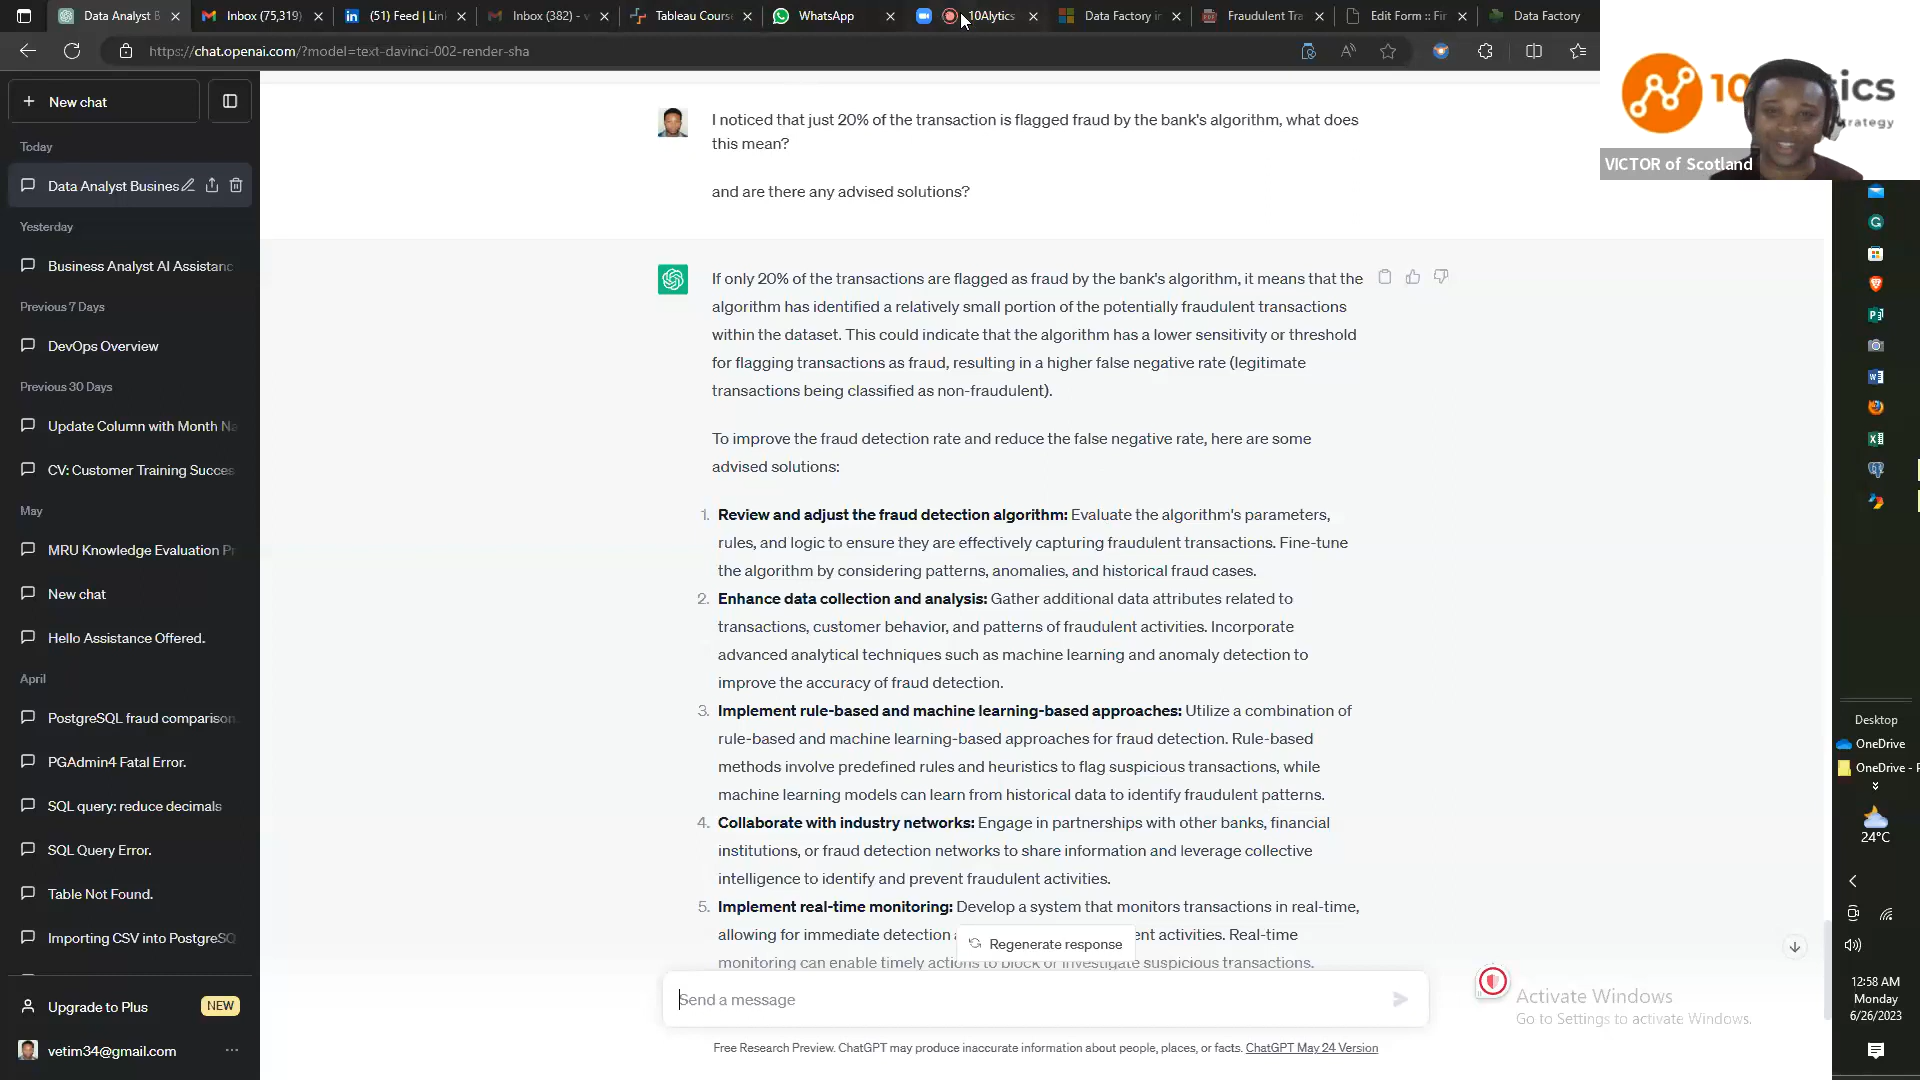 Data Analyst B
Inbox (75,319)
(51) Feed | Lin
Inbox (382) - v
Tableau Course
WhatsApp
10Alytics
Data Factory in
Fraudulent Tra
Edit Form :: Fir
Data Factory
https://chat.openai.com/?model=text-davinci-002-render-sha
VICTOR of Scotland
New chat
Today
Data Analyst Busines
Yesterday
Business Analyst AI Assistanc
Previous 7 Days
DevOps Overview
Previous 30 Days
Update Column with Month Na
CV: Customer Training Succes
May
MRU Knowledge Evaluation Pr
New chat
Hello Assistance Offered.
April
PostgreSQL fraud comparison
PGAdmin4 Fatal Error.
SQL query: reduce decimals
SQL Query Error.
Table Not Found.
Importing CSV into PostgreSQ
Upgrade to Plus
NEW
vetim34@gmail.com
I noticed that just 20% of the transaction is flagged fraud by the bank's algorithm, what does
this mean?
and are there any advised solutions?
If only 20% of the transactions are flagged as fraud by the bank's algorithm, it means that the
algorithm has identified a relatively small portion of the potentially fraudulent transactions
within the dataset. This could indicate that the algorithm has a lower sensitivity or threshold
for flagging transactions as fraud, resulting in a higher false negative rate (legitimate
transactions being classified as non-fraudulent).
To improve the fraud detection rate and reduce the false negative rate, here are some
advised solutions:
1. Review and adjust the fraud detection algorithm: Evaluate the algorithm's parameters,
rules, and logic to ensure they are effectively capturing fraudulent transactions. Fine-tune
the algorithm by considering patterns, anomalies, and historical fraud cases.
2. Enhance data collection and analysis: Gather additional data attributes related to
transactions, customer behavior, and patterns of fraudulent activities. Incorporate
advanced analytical techniques such as machine learning and anomaly detection to
improve the accuracy of fraud detection.
3. Implement rule-based and machine learning-based approaches: Utilize a combination of
rule-based and machine learning-based approaches for fraud detection. Rule-based
methods involve predefined rules and heuristics to flag suspicious transactions, while
machine learning models can learn from historical data to identify fraudulent patterns.
4. Collaborate with industry networks: Engage in partnerships with other banks, financial
institutions, or fraud detection networks to share information and leverage collective
intelligence to identify and prevent fraudulent activities.
5. Implement real-time monitoring: Develop a system that monitors transactions in real-time,
allowing for immediate detection ent activities. Real-time
Regenerate response
monitoring can enable timely actions to block or investigate suspicious transactions.
Send a message
Free Research Preview. ChatGPT may produce inaccurate information about people, places, or facts. ChatGPT May 24 Version
Activate Windows
Go to Settings to activate Windows.
Desktop
OneDrive
OneDrive - P
24°C
12:58 AM
Monday
6/26/2023